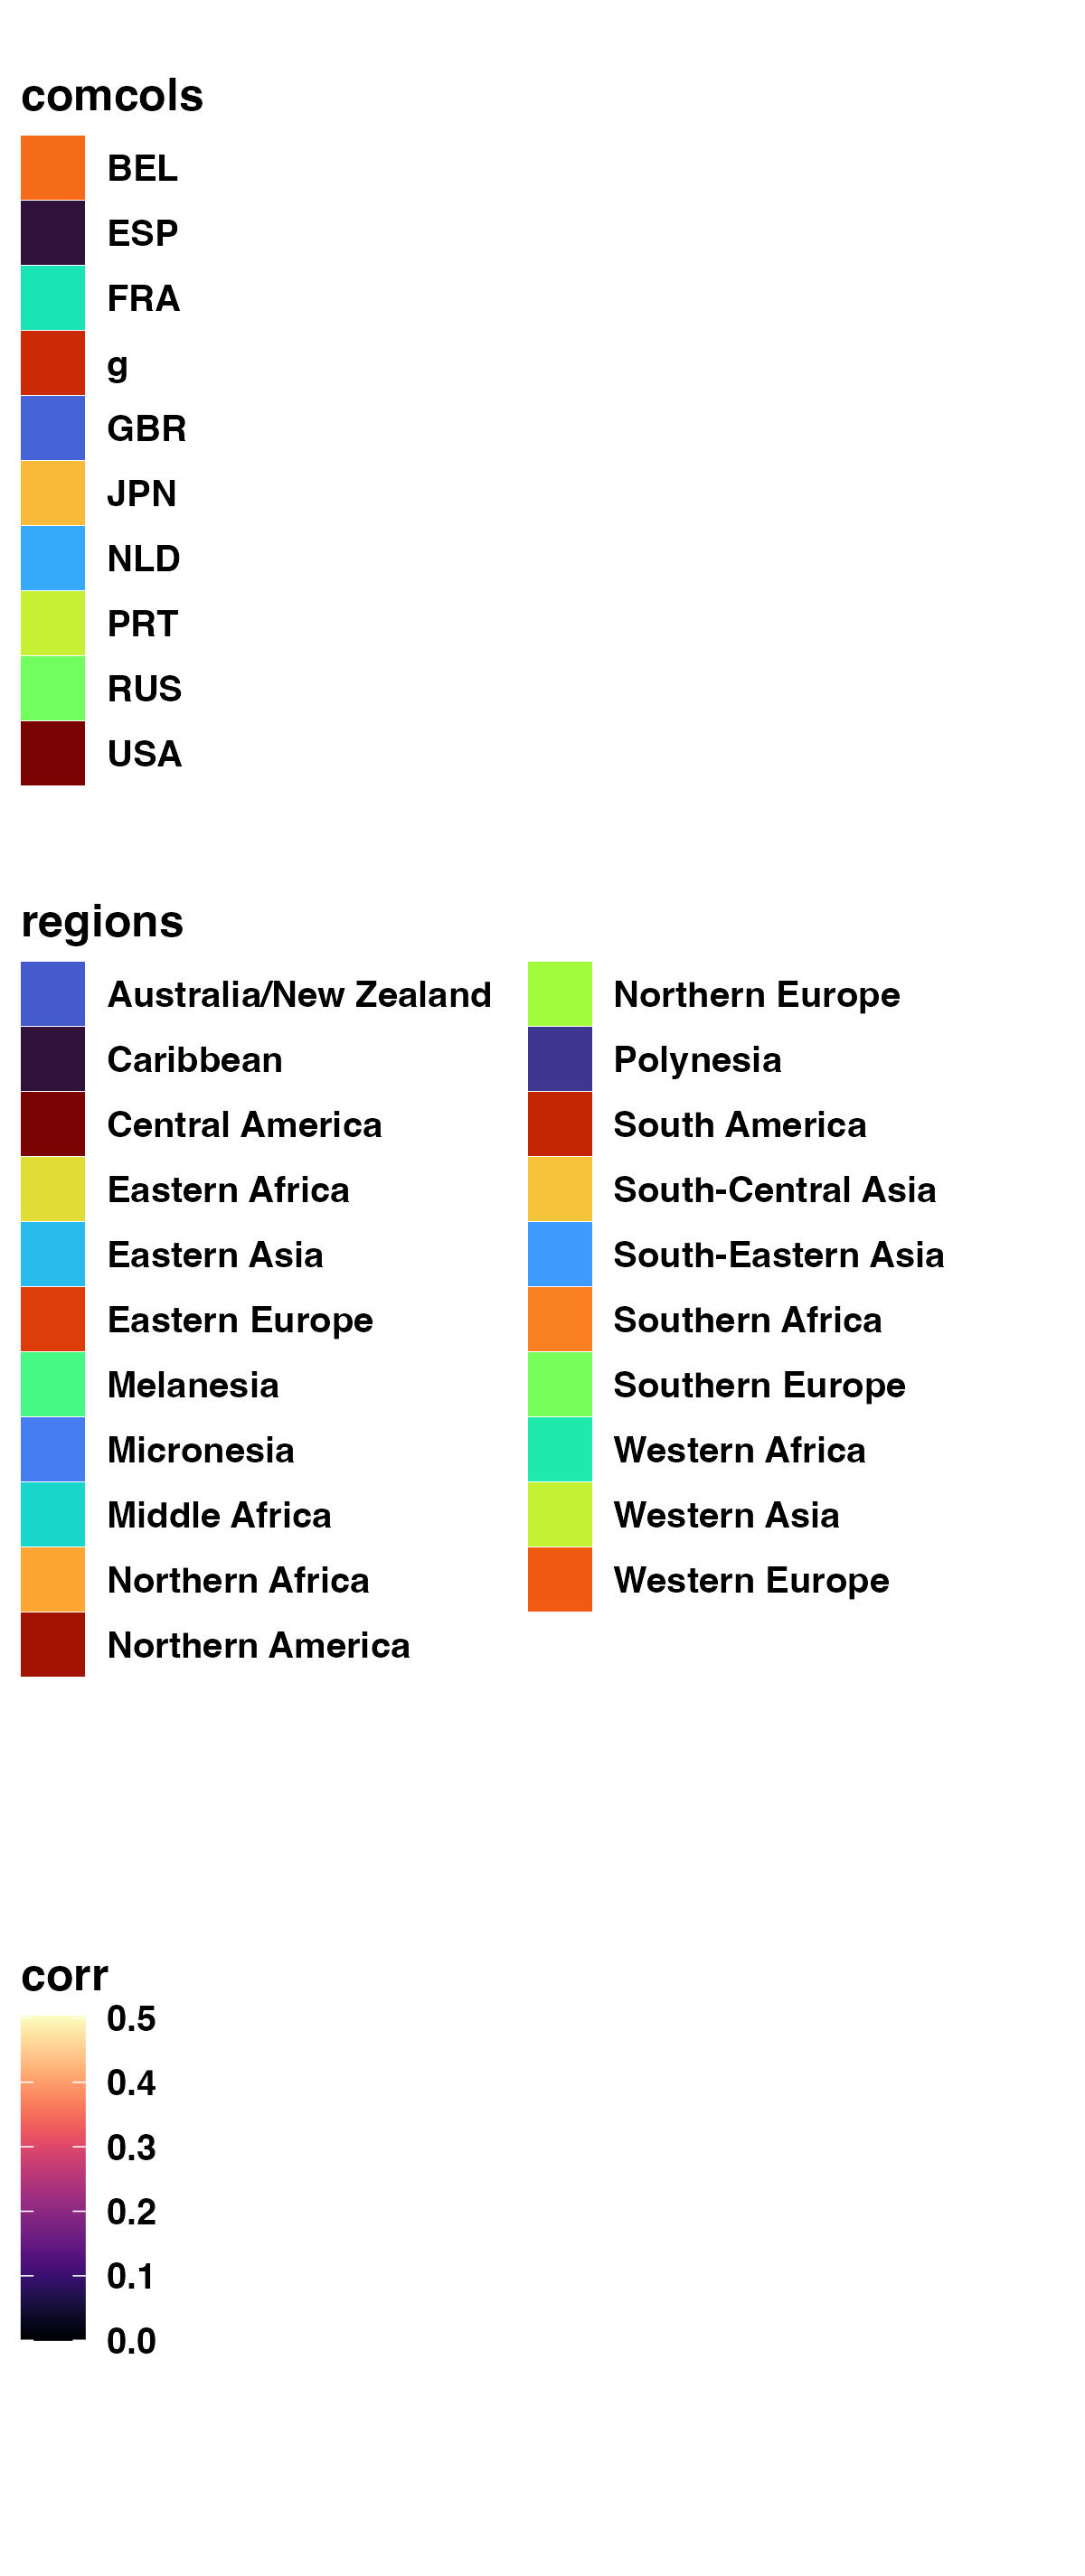 comcols
BEL
ESP
FRA
g
GBR
JPN
NLD
PRT
RUS
USA
regions
Australia/New Zealand
Caribbean
Central America
Eastern Africa
Eastern Asia
Eastern Europe
Melanesia
Micronesia
Middle Africa
Northern Africa
Northern America
Northern Europe
Polynesia
South America
South-Central Asia
South-Eastern Asia
Southern Africa
Southern Europe
Western Africa
Western Asia
Western Europe
corr
0.5
0.4
0.3
0.2
0.1
0.0